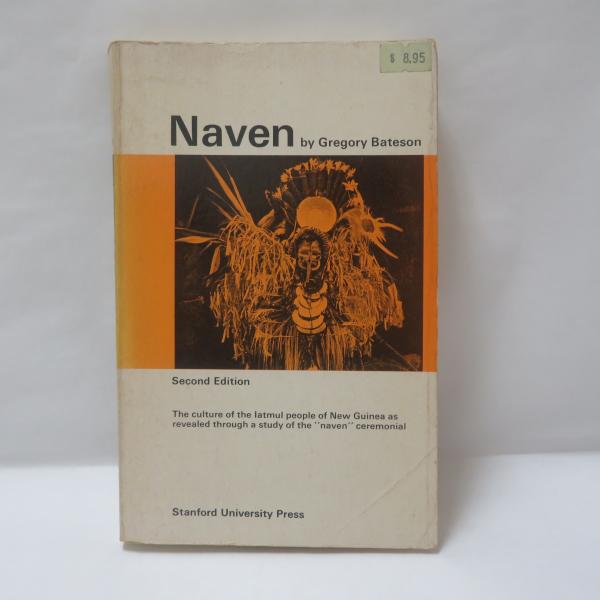 $ 8.95
Naven by Gregory Bateson
Second Edition
The culture of the Iatmul people of New Guinea as
revealed through a study of the "naven" ceremonial
Stanford University Press